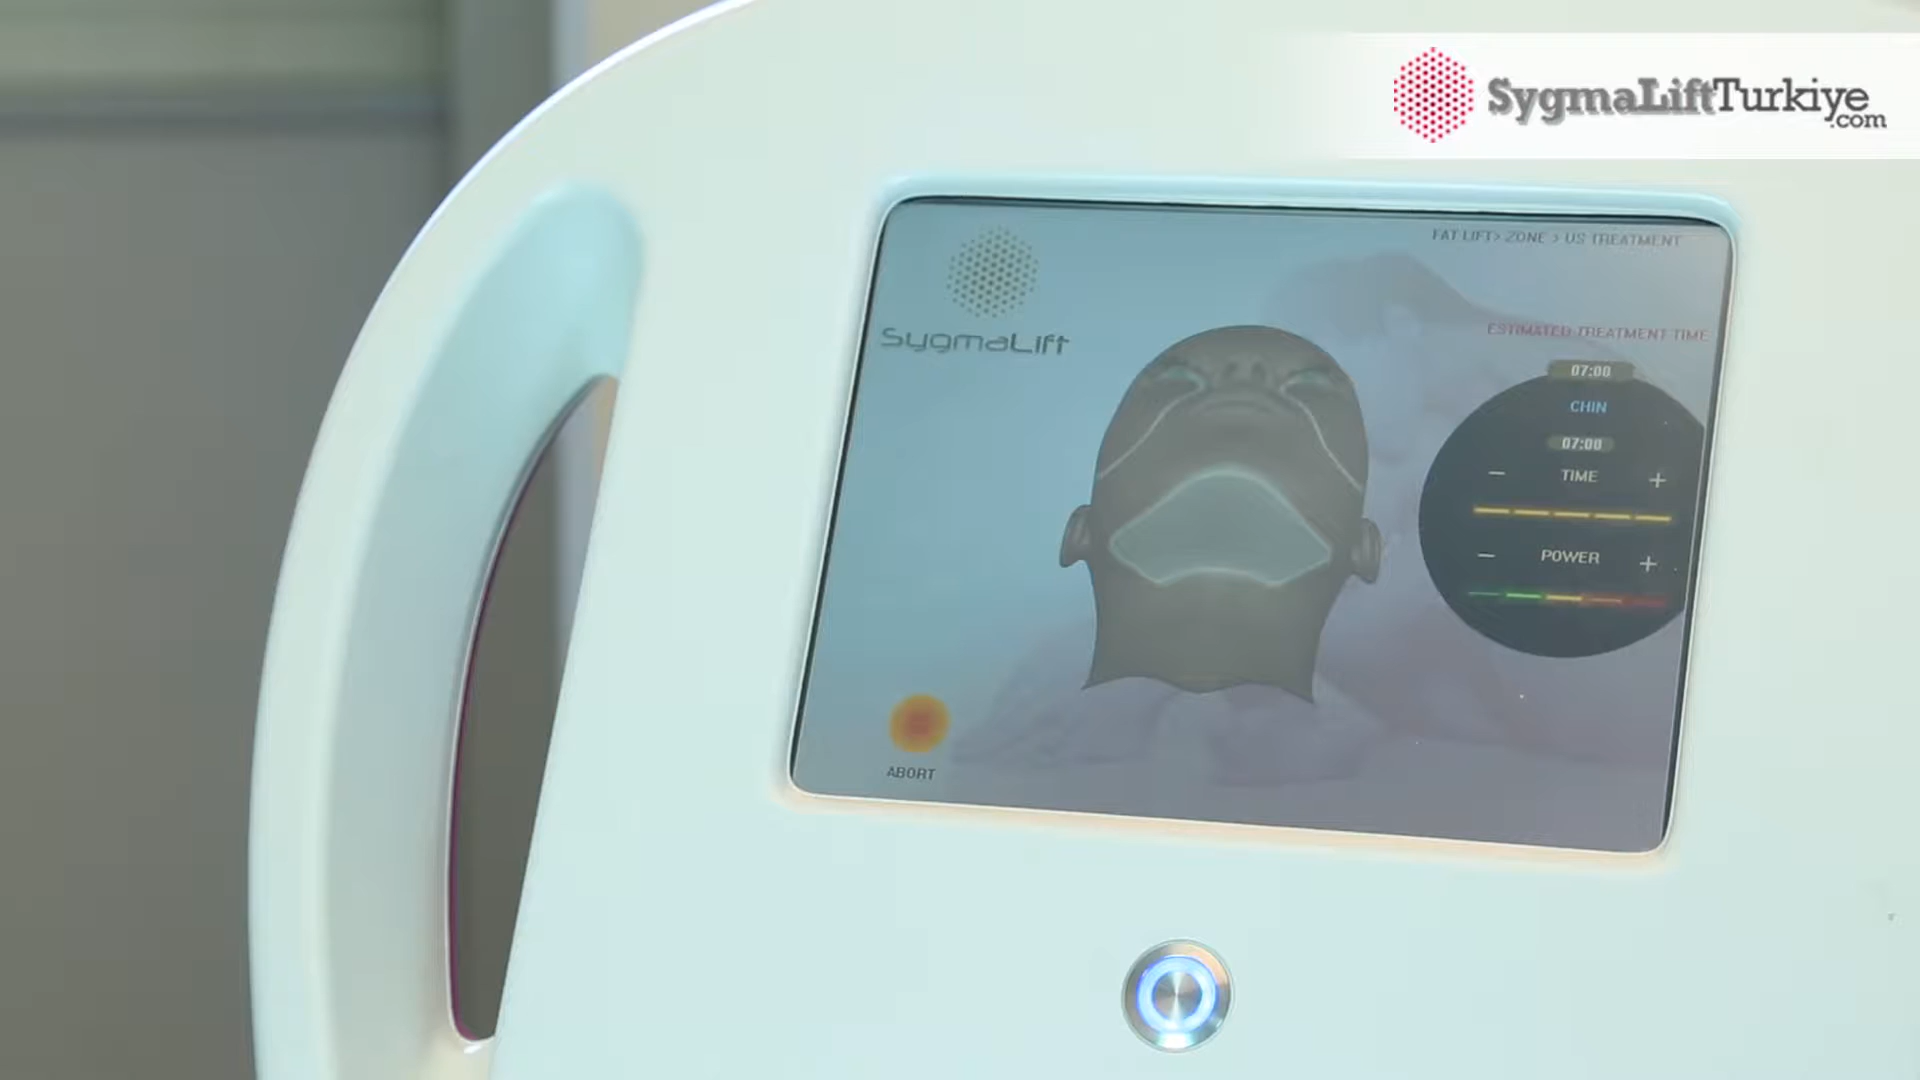 SygmaLiftTurkiye
.com
FAT LIFT> ZONE > US TREATMENT
SygmaLift
ESTIMATED TREATMENT TIME
07:00
CHIN
07:00
− TIME +
− POWER +
ABORT